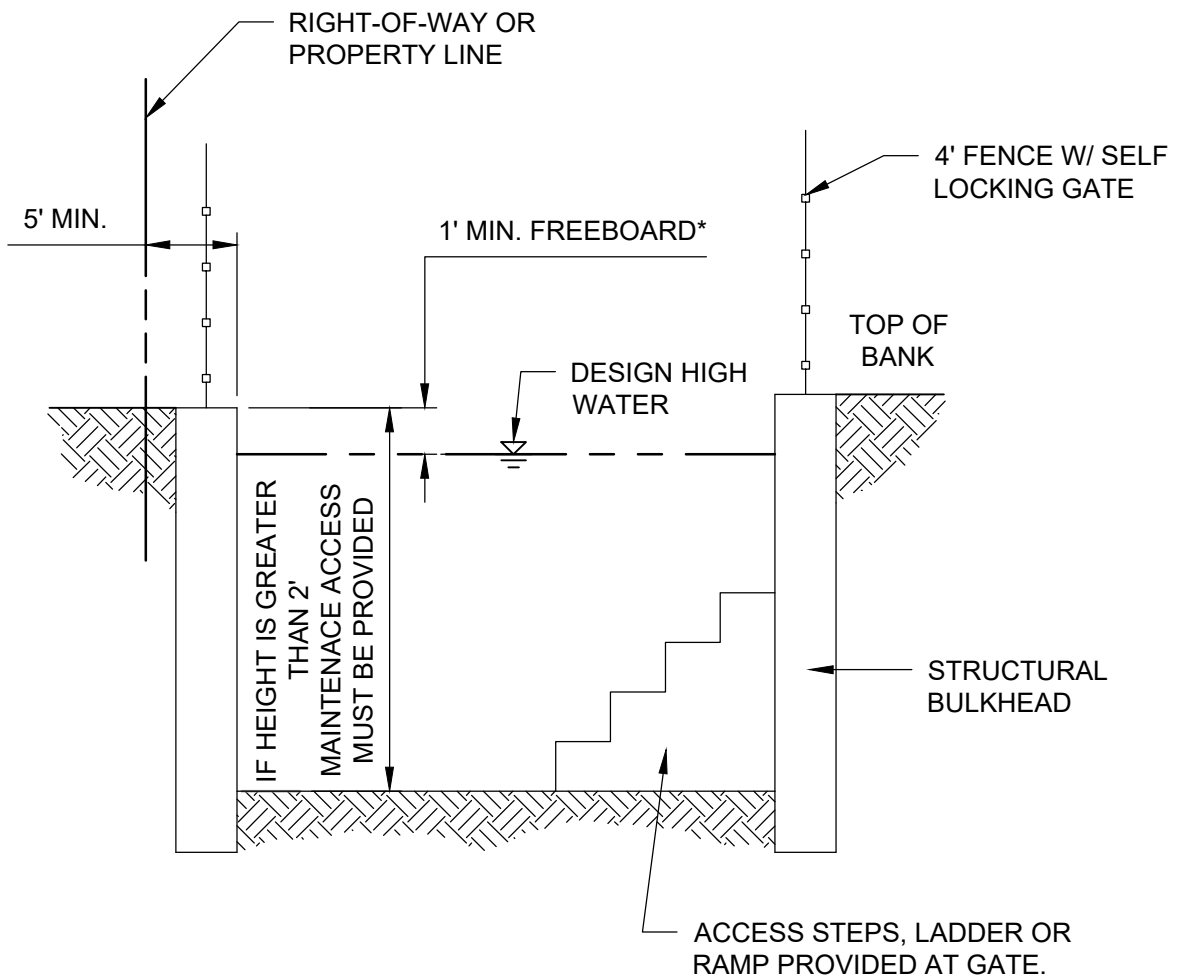 RIGHT-OF-WAY OR
PROPERTY LINE
4' FENCE W/ SELF
LOCKING GATE
5' MIN.
1' MIN. FREEBOARD*
TOP OF
BANK
DESIGN HIGH
WATER
IF HEIGHT IS GREATER
THAN 2'
MAINTENACE ACCESS
MUST BE PROVIDED
STRUCTURAL
BULKHEAD
ACCESS STEPS, LADDER OR
RAMP PROVIDED AT GATE.